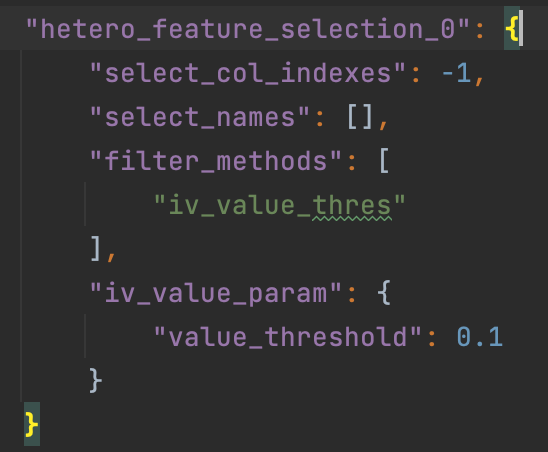 "hetero_feature_selection_0": {
"select_col_indexes": -1,
"select_names": [],
"filter_methods": [
"iv_value_thres"
],
"iv_value_param": {
"value_threshold": 0.1
}
}